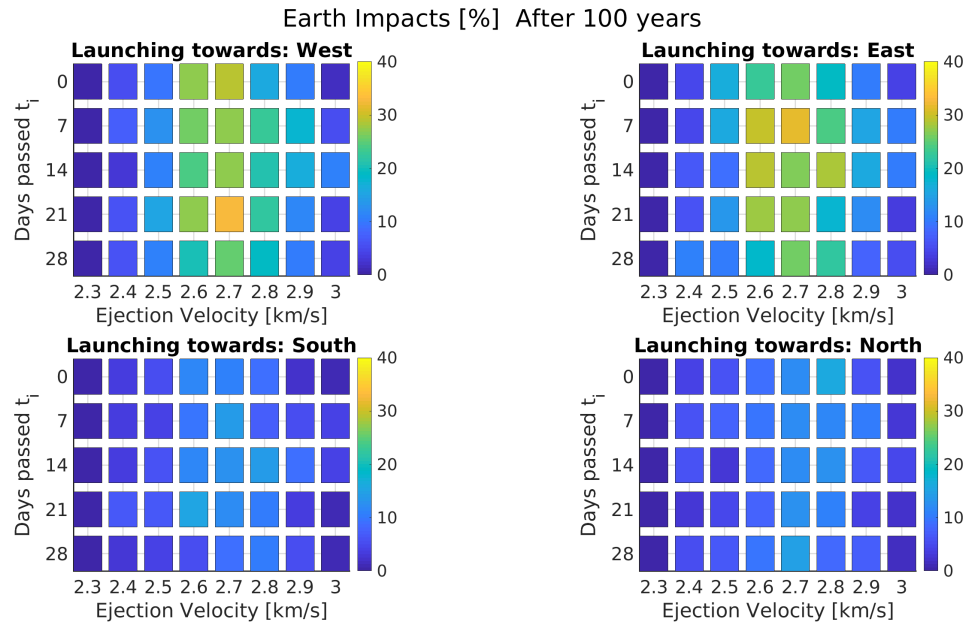 Earth Impacts [%]  After 100 years
Launching towards: West
Days passed t_i
0
7
14
21
28
2.3 2.4 2.5 2.6 2.7 2.8 2.9 3
Ejection Velocity [km/s]
40
30
20
10
0
Launching towards: East
Days passed t_i
0
7
14
21
28
2.3 2.4 2.5 2.6 2.7 2.8 2.9 3
Ejection Velocity [km/s]
40
30
20
10
0
Launching towards: South
Days passed t_i
0
7
14
21
28
2.3 2.4 2.5 2.6 2.7 2.8 2.9 3
Ejection Velocity [km/s]
40
30
20
10
0
Launching towards: North
Days passed t_i
0
7
14
21
28
2.3 2.4 2.5 2.6 2.7 2.8 2.9 3
Ejection Velocity [km/s]
40
30
20
10
0